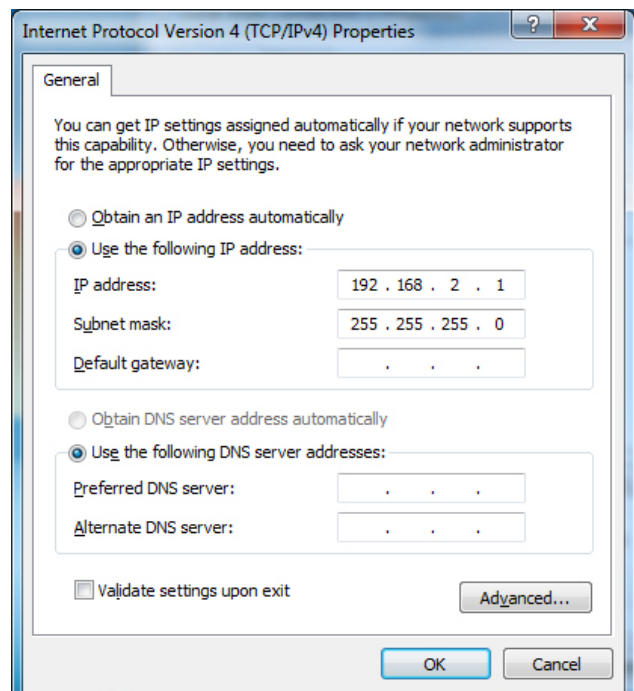 Internet Protocol Version 4 (TCP/IPv4) Properties
General
You can get IP settings assigned automatically if your network supports
this capability. Otherwise, you need to ask your network administrator
for the appropriate IP settings.
Obtain an IP address automatically
Use the following IP address:
IP address: 192 . 168 . 2 . 1
Subnet mask: 255 . 255 . 255 . 0
Default gateway: . . .
Obtain DNS server address automatically
Use the following DNS server addresses:
Preferred DNS server: . . .
Alternate DNS server: . . .
Validate settings upon exit
Advanced...
OK Cancel